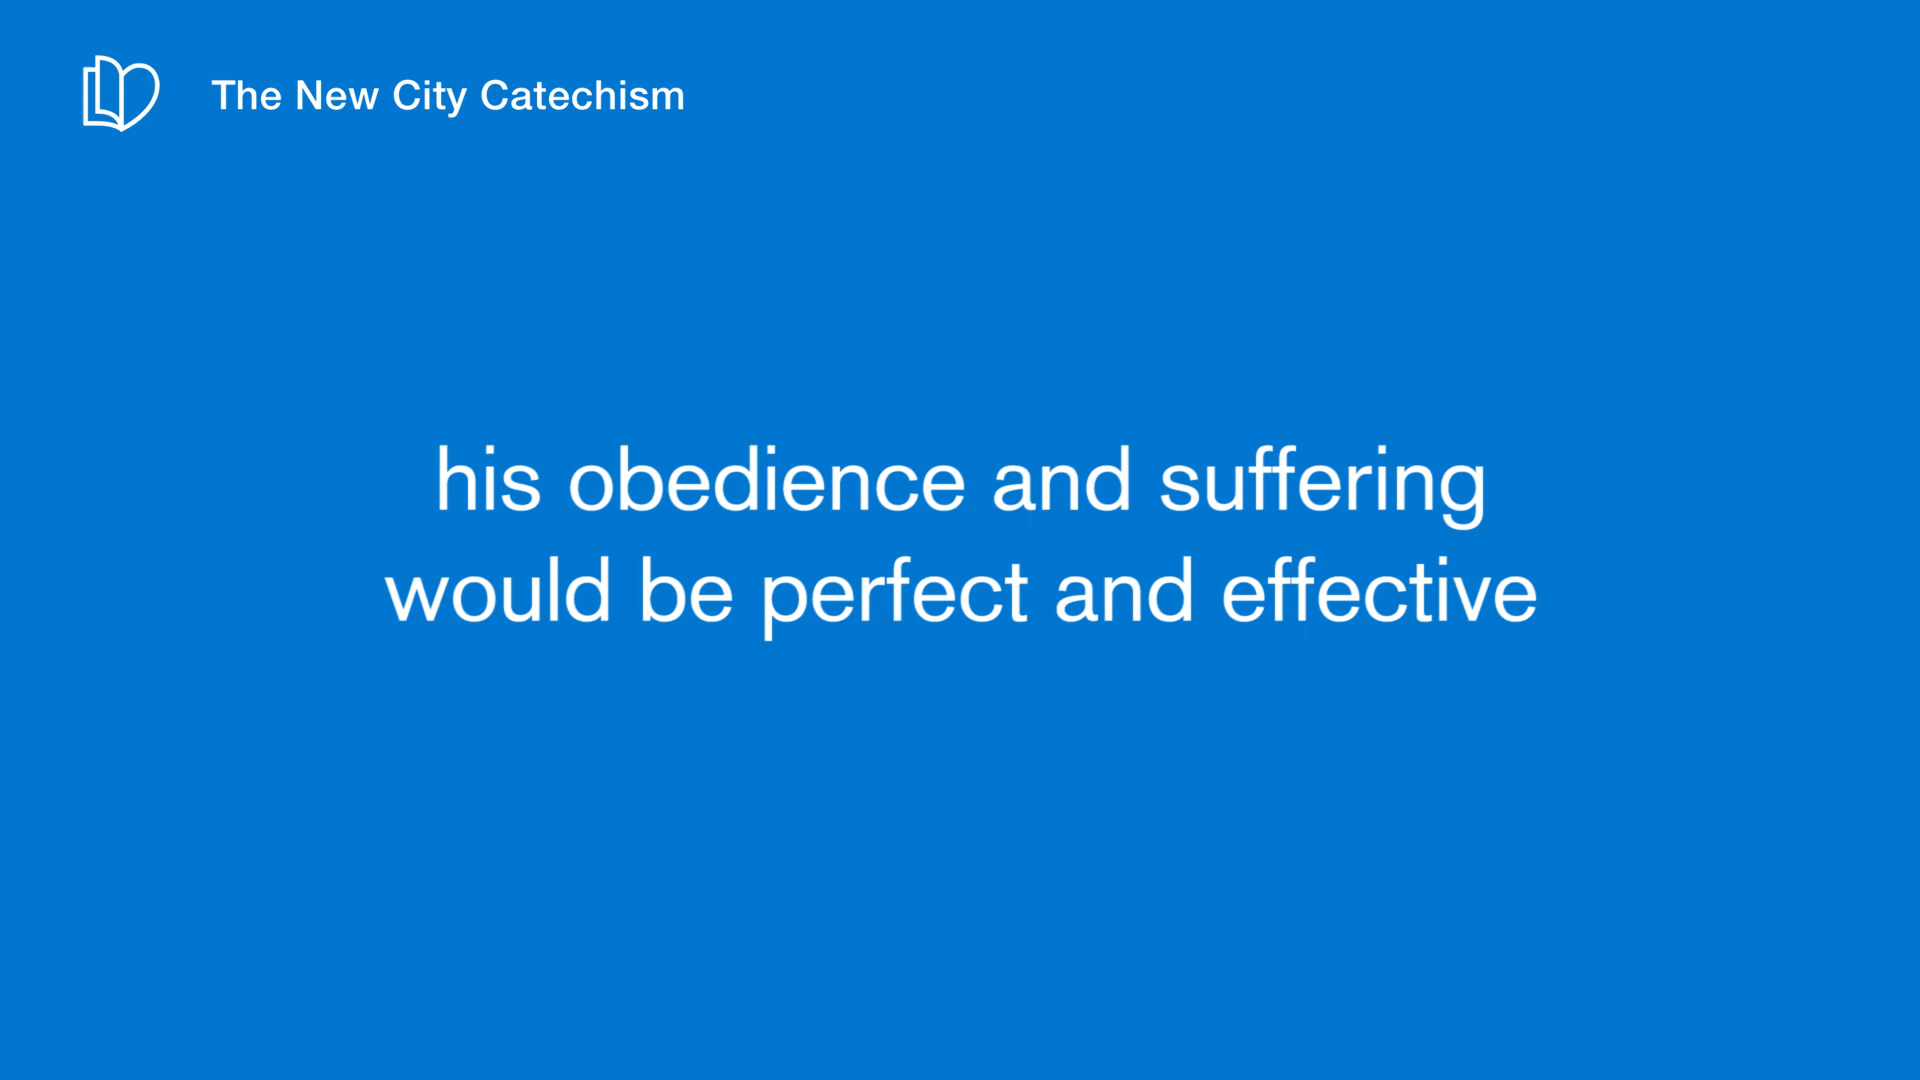 The New City Catechism
his obedience and suffering
would be perfect and effective